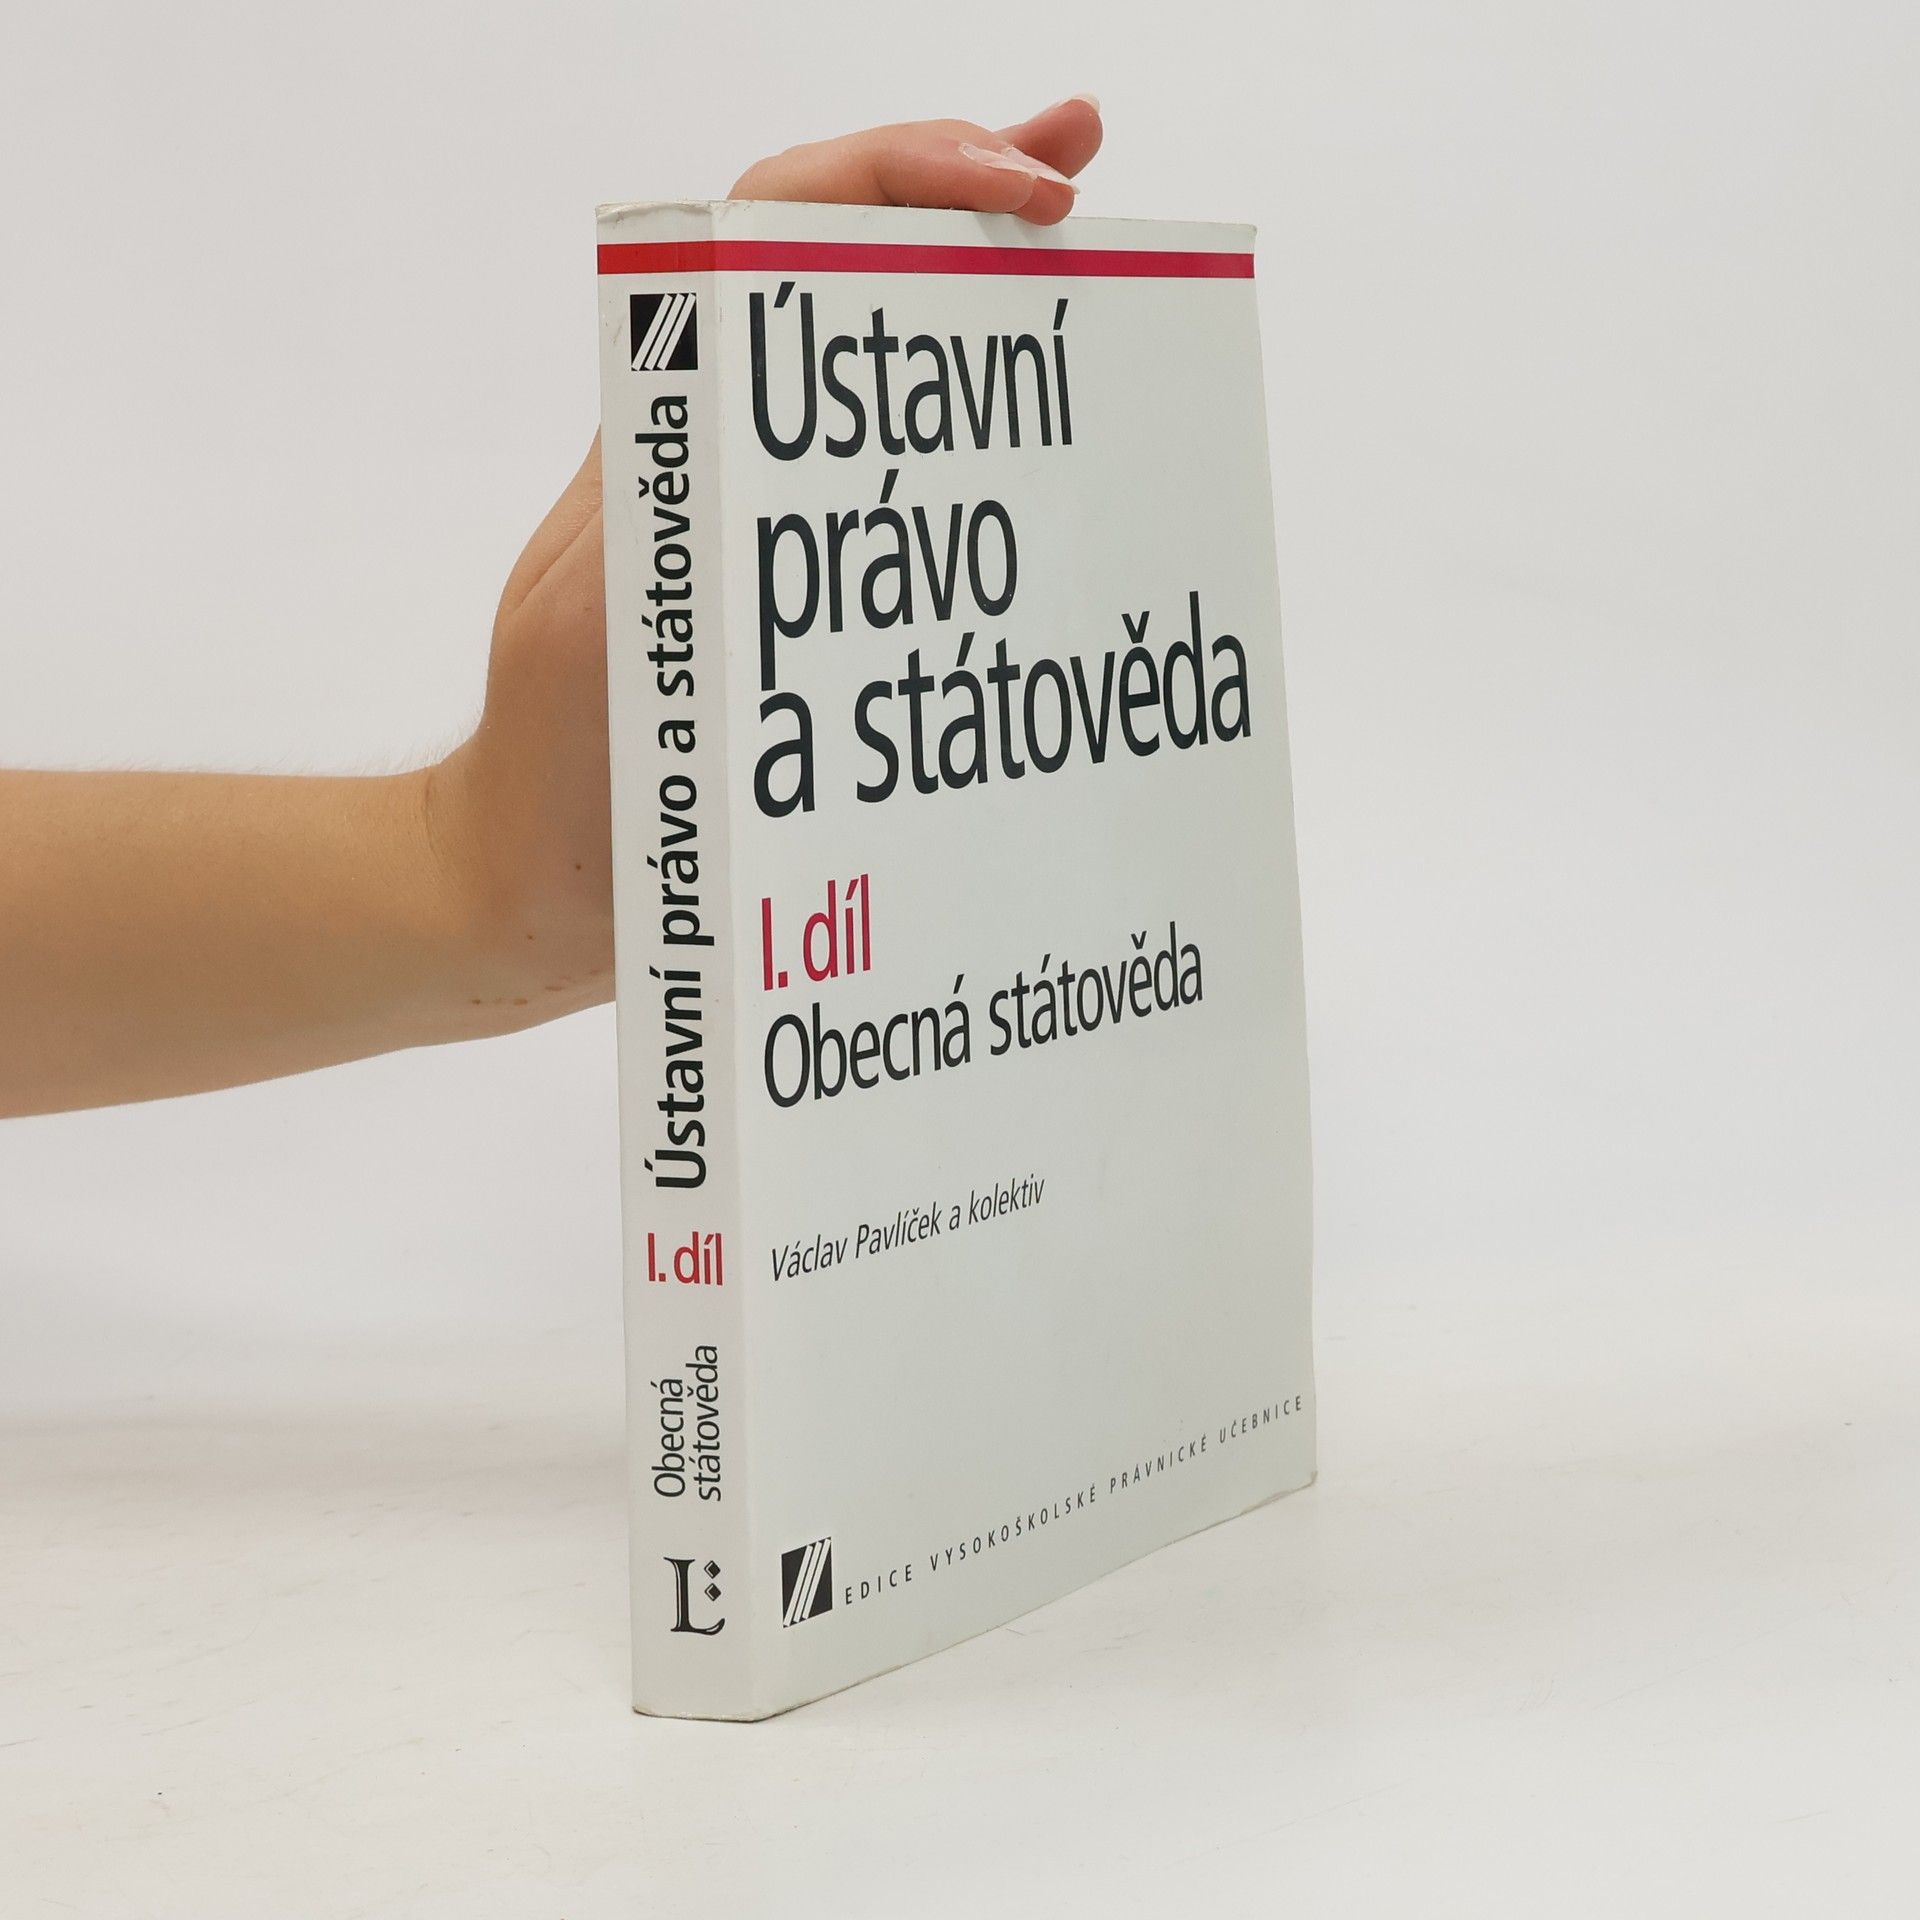 Ústavní právo a státověda
I. díl
Obecná
státověda
L
Ústavní
právo
a státověda
I. díl
Obecná státověda
Václav Pavlíček a kolektiv
EDICE VYSOKOŠKOLSKÉ PRÁVNICKÉ UČEBNICE